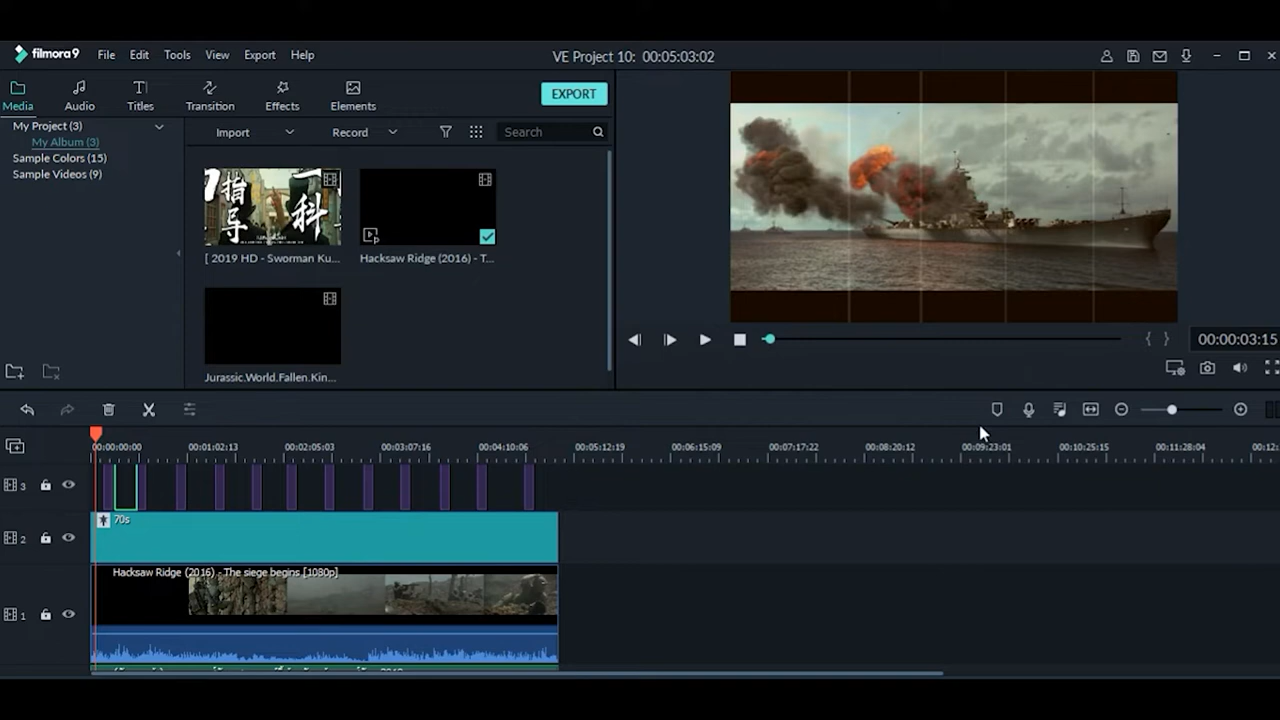 filmora9 File Edit Tools View Export Help VE Project 10: 00:05:03:02
Media Audio Titles Transition Effects Elements EXPORT
My Project (3)
My Album (3)
Sample Colors (15)
Sample Videos (9)
Import Record Search
指
导
一
科
[ 2019 HD - Sworman Ku... Hacksaw Ridge (2016) - T...
Jurassic.World.Fallen.Kin...
00:00:03:15
00:00:00:00 00:01:02:13 00:02:05:03 00:03:07:16 00:04:10:06 00:05:12:19 00:06:15:09 00:07:17:22 00:08:20:12 00:09:23:01 00:10:25:15 00:11:28:04 00:12:
3
2 70s
Hacksaw Ridge (2016) - The siege begins [1080p]
1